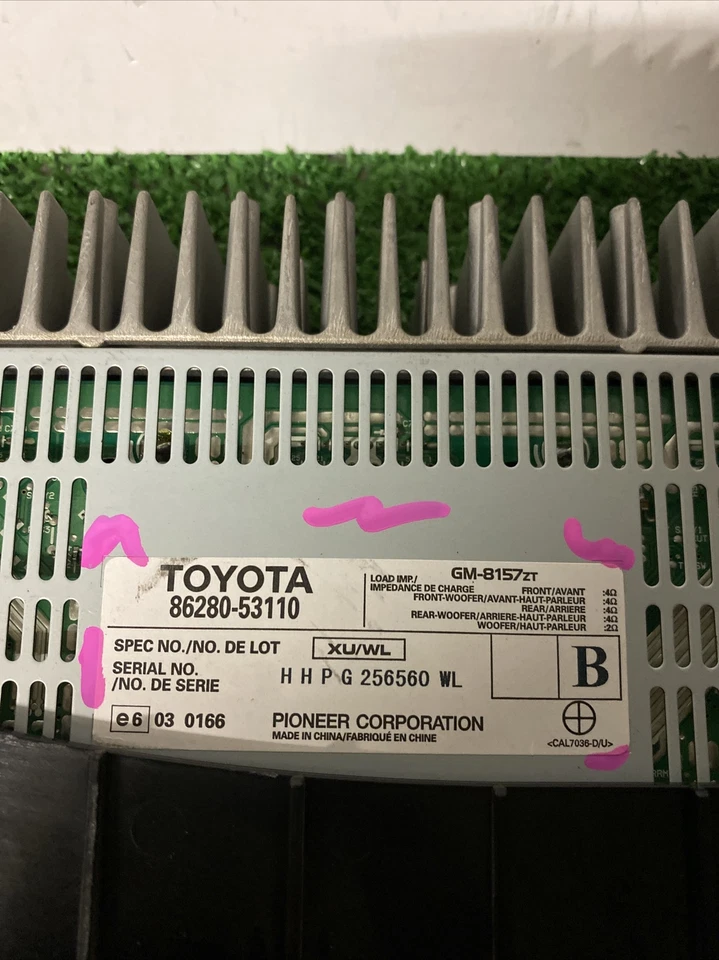 TOYOTA
86280-53110
GM-8157ZT
LOAD IMP./
IMPEDANCE DE CHARGE
FRONT/AVANT :4Ω
FRONT-WOOFER/AVANT-HAUT-PARLEUR :4Ω
REAR/ARRIERE :4Ω
REAR-WOOFER/ARRIERE-HAUT-PARLEUR :4Ω
WOOFER/HAUT-PARLEUR :2Ω
SPEC NO./NO. DE LOT XU/WL
SERIAL NO.
/NO. DE SERIE
H H P G 256560 WL
B
e6 03 0166
PIONEER CORPORATION
MADE IN CHINA/FABRIQUÉ EN CHINE
<CAL7036-D/U>